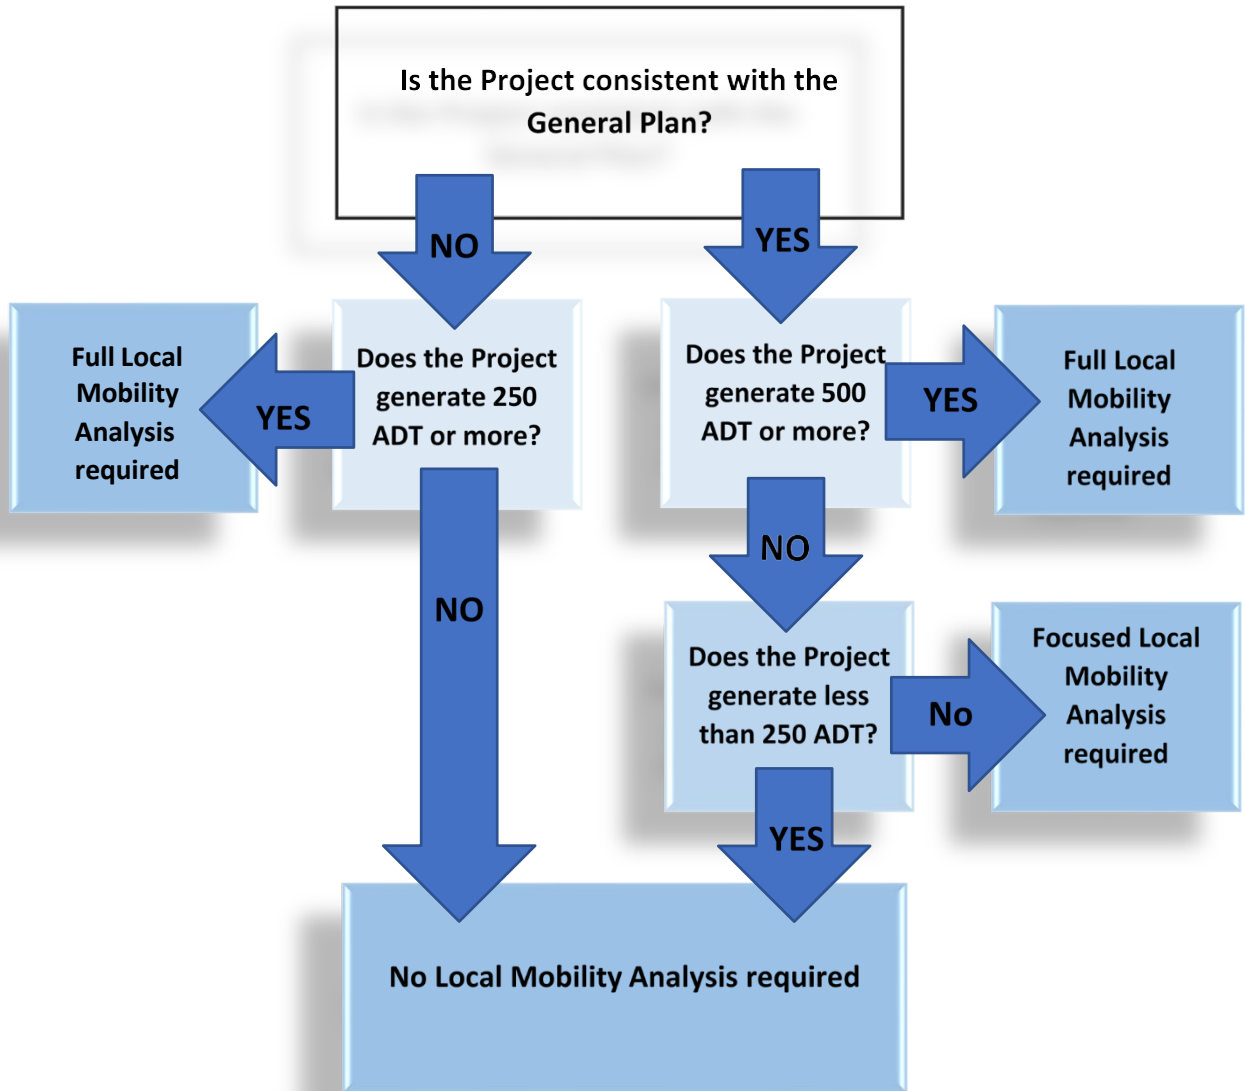 Is the Project consistent with the
General Plan?
NO
YES
Full Local
Mobility
Analysis
required
YES
Does the Project
generate 250
ADT or more?
Does the Project
generate 500
ADT or more?
YES
Full Local
Mobility
Analysis
required
NO
NO
Does the Project
generate less
than 250 ADT?
No
Focused Local
Mobility
Analysis
required
YES
No Local Mobility Analysis required